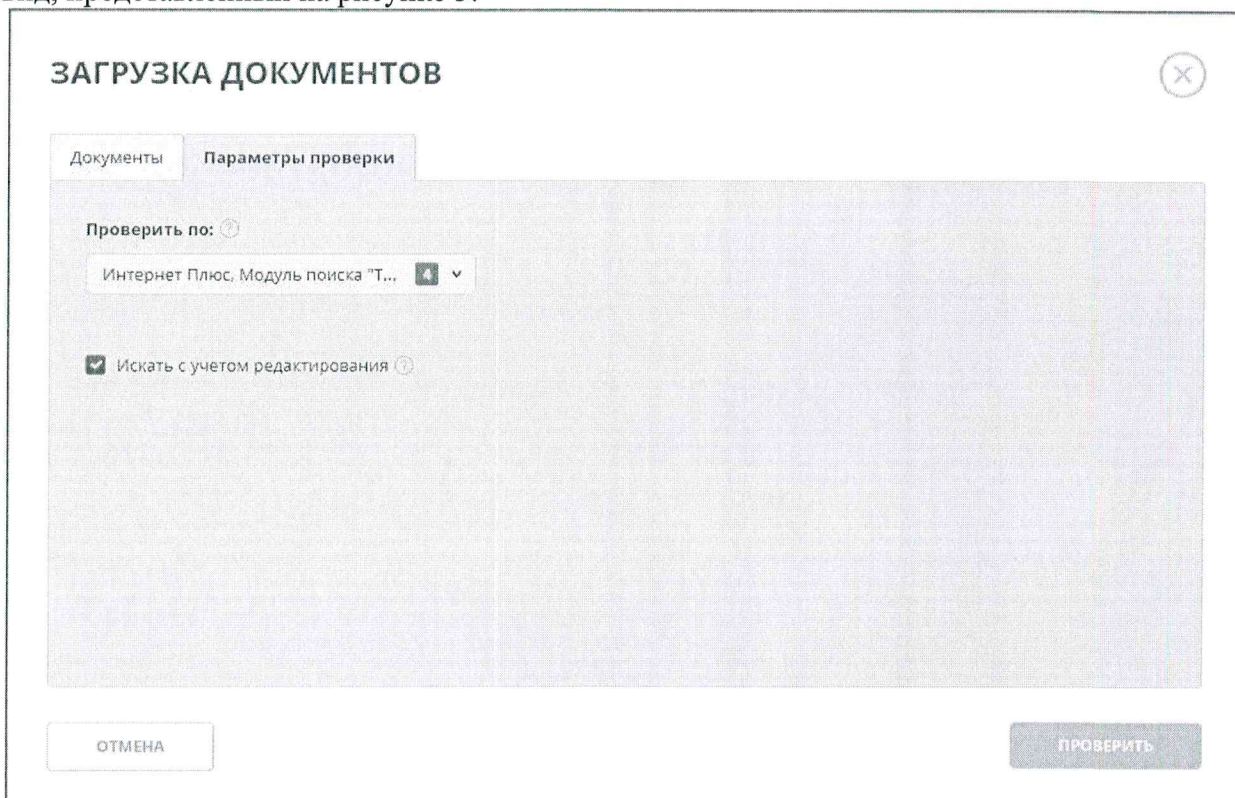 ЗАГРУЗКА ДОКУМЕНТОВ
Документы Параметры проверки
Проверить по: ?
Интернет Плюс, Модуль поиска "Т... 4
Искать с учетом редактирования ?
ОТМЕНА ПРОВЕРИТЬ